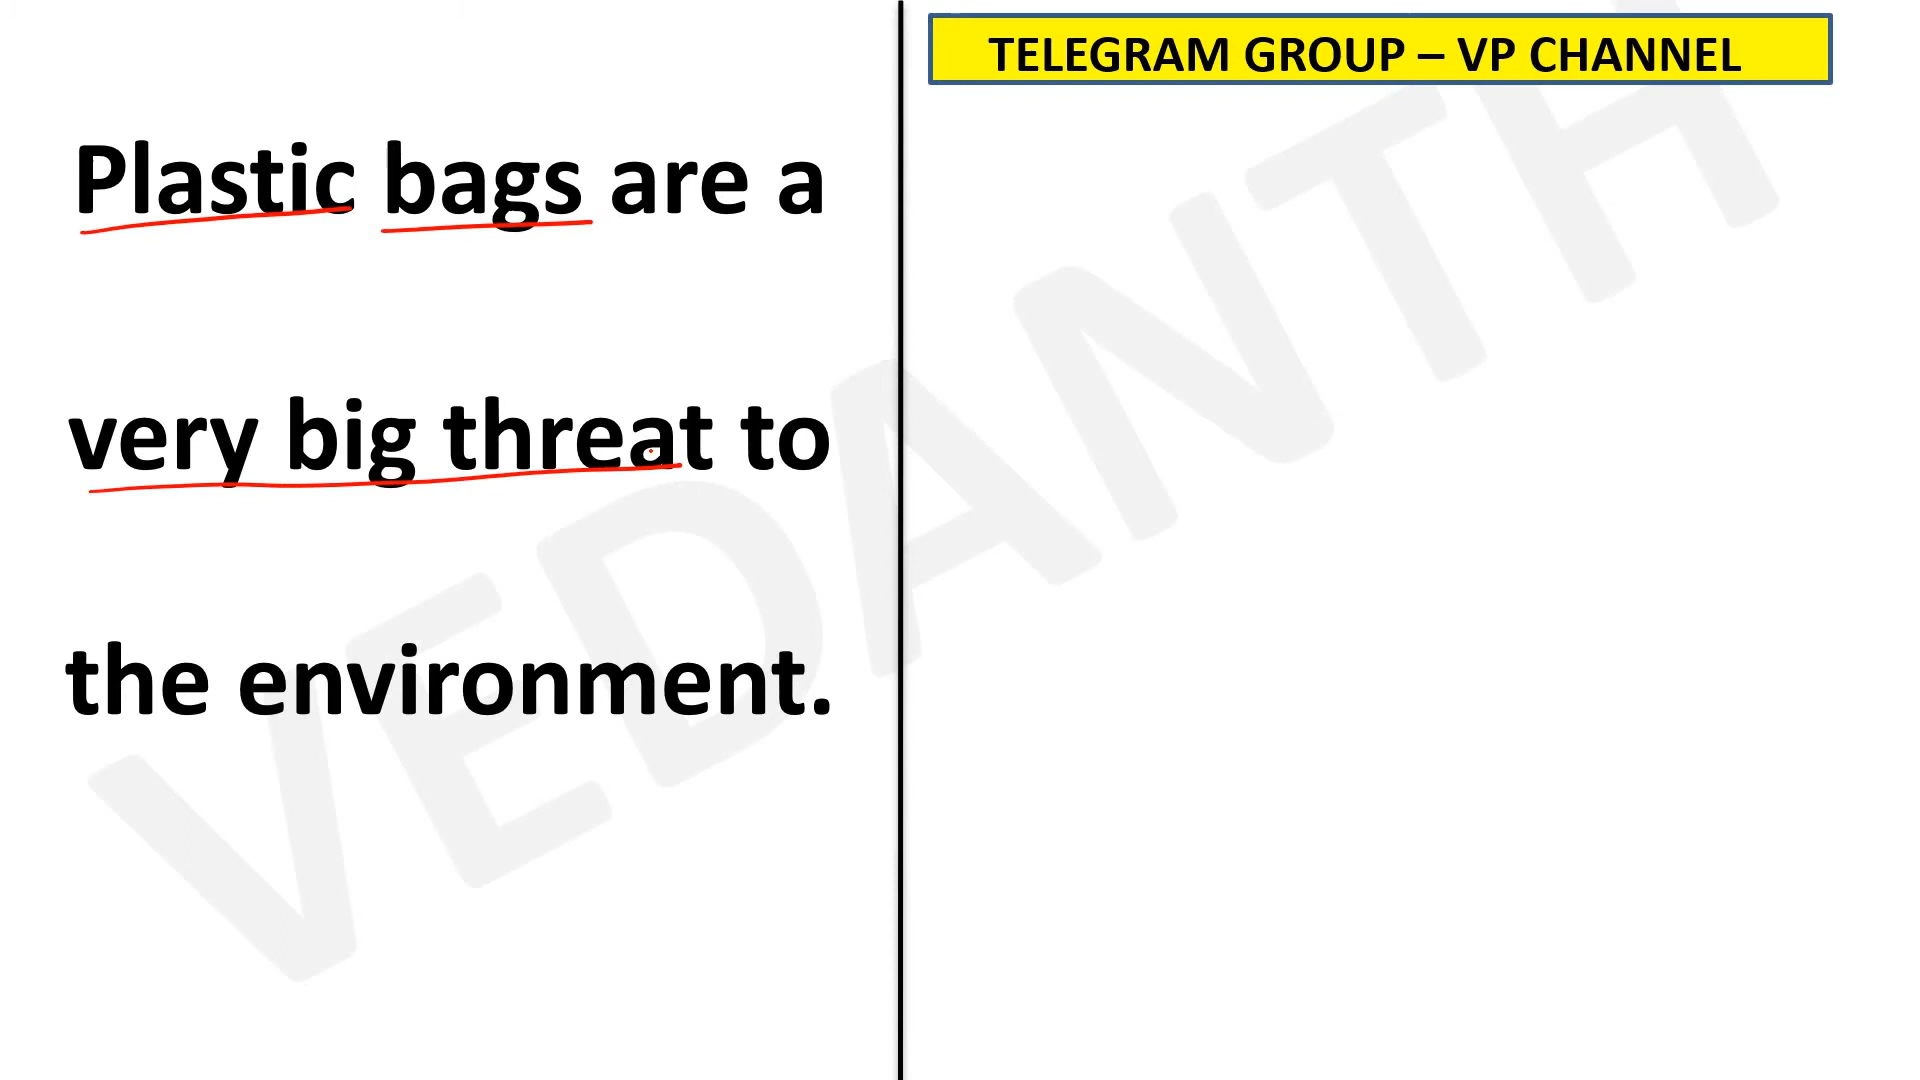 TELEGRAM GROUP – VP CHANNEL
Plastic bags are a
very big threat to
the environment.
VEDANTH